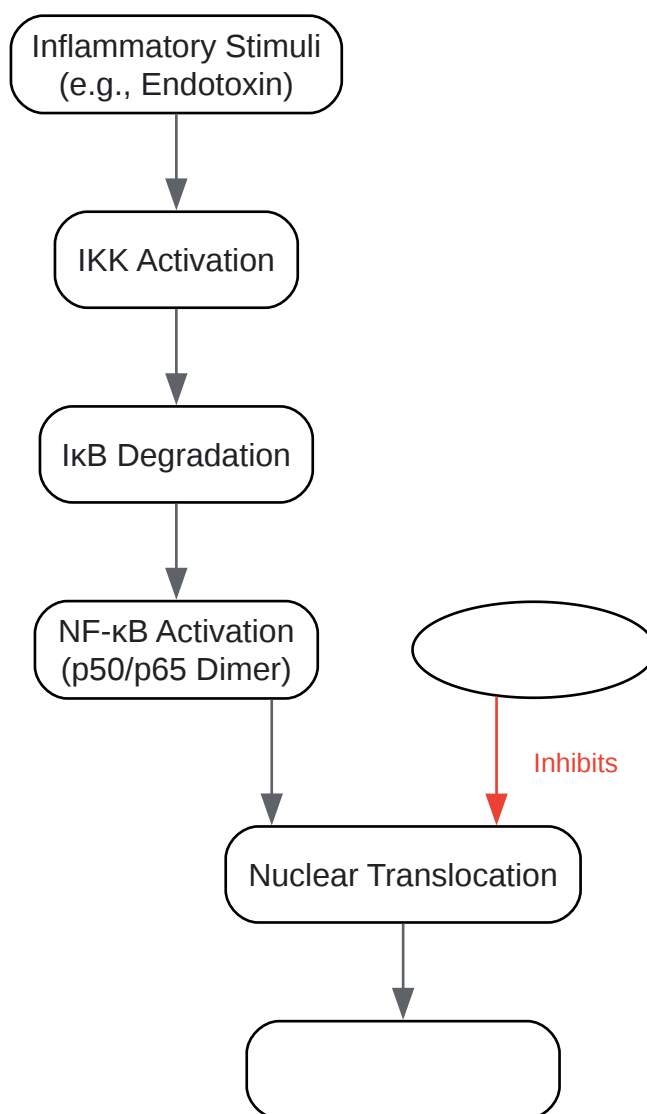 Inflammatory Stimuli
(e.g., Endotoxin)
IKK Activation
IκB Degradation
NF-κB Activation
(p50/p65 Dimer)
Inhibits
Nuclear Translocation